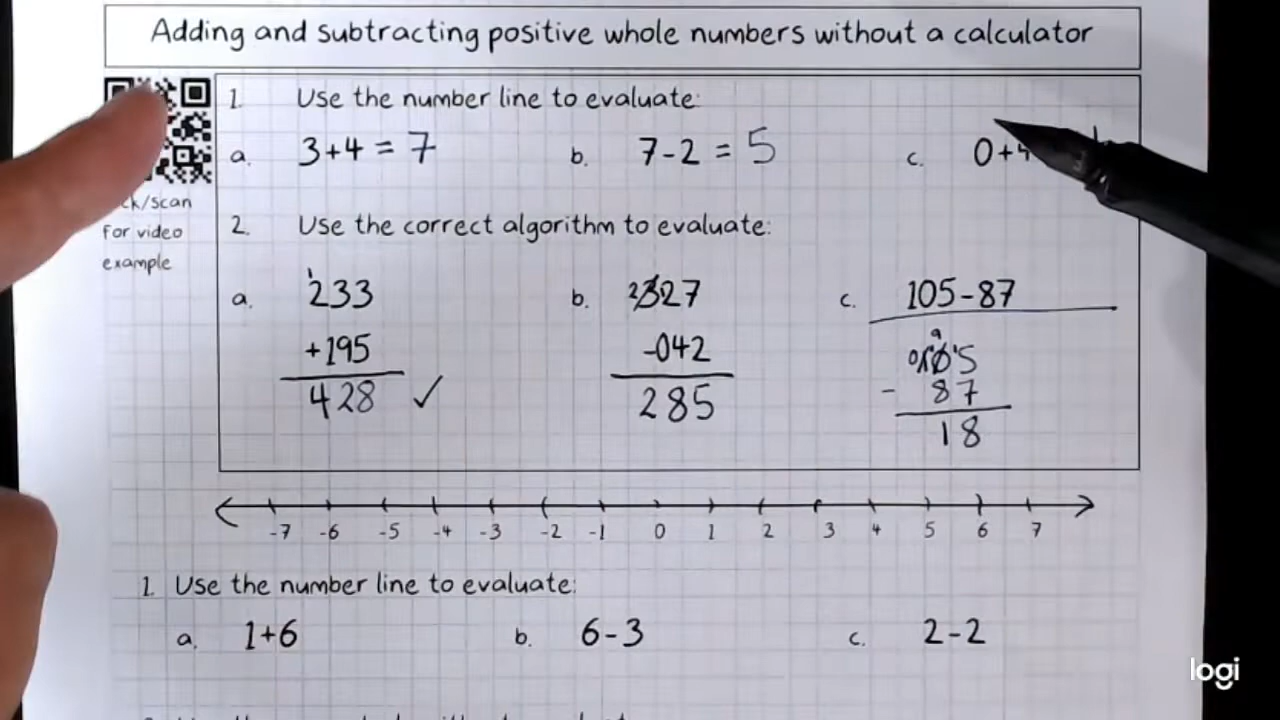 Adding and subtracting positive whole numbers without a calculator
1. Use the number line to evaluate:
a. 3+4 = 7 b. 7-2 = 5 c. 0+4
/scan
for video
example
2. Use the correct algorithm to evaluate:
a. 233 b. 327 c. 105-87
+195 -042
428 ✓ 285
105
- 87
18
-7 -6 -5 -4 -3 -2 -1 0 1 2 3 4 5 6 7
1. Use the number line to evaluate:
a. 1+6 b. 6-3 c. 2-2
logi